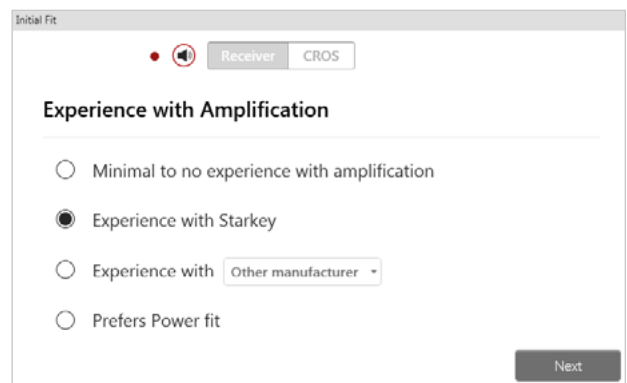 Initial Fit
Receiver CROS
Experience with Amplification
Minimal to no experience with amplification
Experience with Starkey
Experience with Other manufacturer
Prefers Power fit
Next